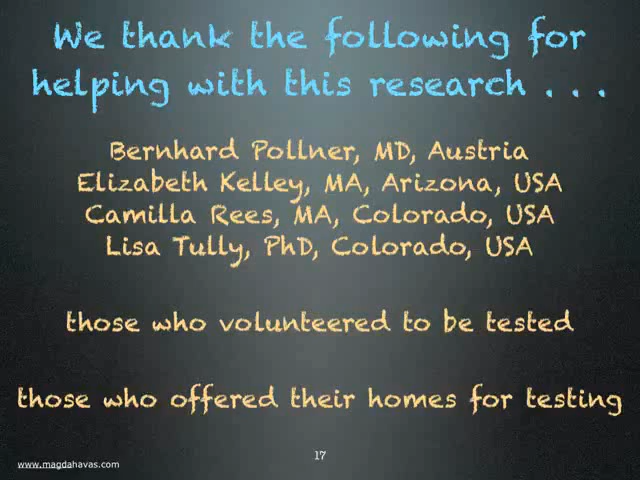 We thank the following for
helping with this research . . .
Bernhard Pollner, MD, Austria
Elizabeth Kelley, MA, Arizona, USA
Camilla Rees, MA, Colorado, USA
Lisa Tully, PhD, Colorado, USA
those who volunteered to be tested
those who offered their homes for testing
17
www.magdahavas.com